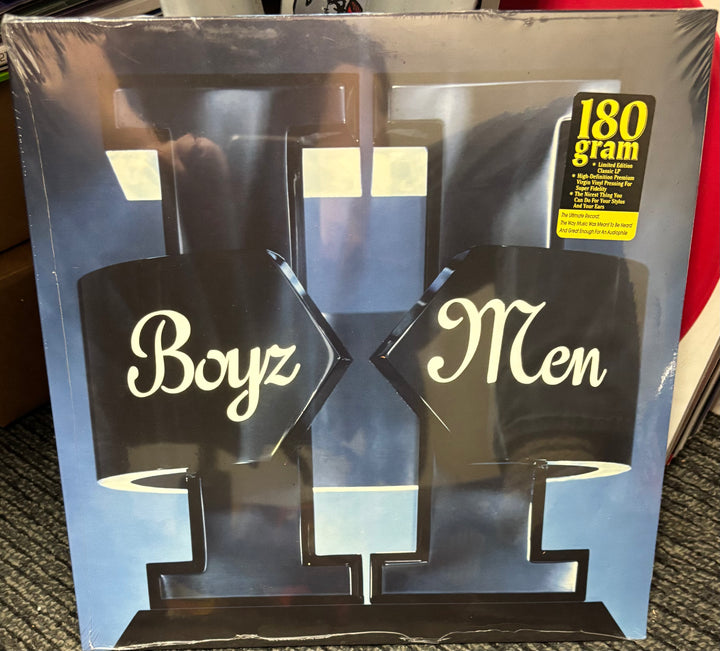 180
gram
• Limited Edition
Classic LP
• High-Definition Premium
Virgin Vinyl Pressing For
Super Fidelity
• The Nicest Thing You
Can Do For Your Stylus
And Your Ears
The Ultimate Record;
The Way Music Was Meant To Be Heard
And Great Enough For An Audiophile
II
Boyz Men